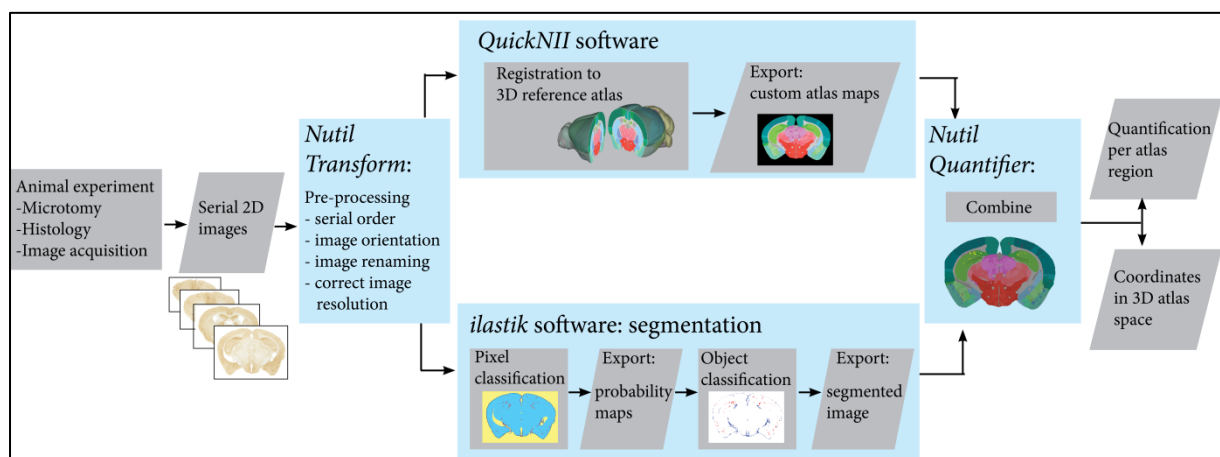 Animal experiment
-Microtomy
-Histology
-Image acquisition
Serial 2D
images
Nutil
Transform:
Pre-processing
- serial order
- image orientation
- image renaming
- correct image
resolution
QuickNII software
Registration to
3D reference atlas
Export:
custom atlas maps
ilastik software: segmentation
Pixel
classification
Export:
probability
maps
Object
classification
Export:
segmented
image
Nutil
Quantifier:
Combine
Quantification
per atlas
region
Coordinates
in 3D atlas
space